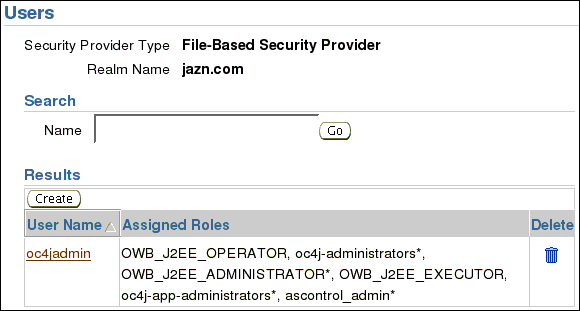 Users
Security Provider Type File-Based Security Provider
Realm Name jazn.com
Search
Name Go
Results
Create
User Name Assigned Roles Delete
oc4jadmin OWB_J2EE_OPERATOR, oc4j-administrators*,
OWB_J2EE_ADMINISTRATOR*, OWB_J2EE_EXECUTOR,
oc4j-app-administrators*, ascontrol_admin*